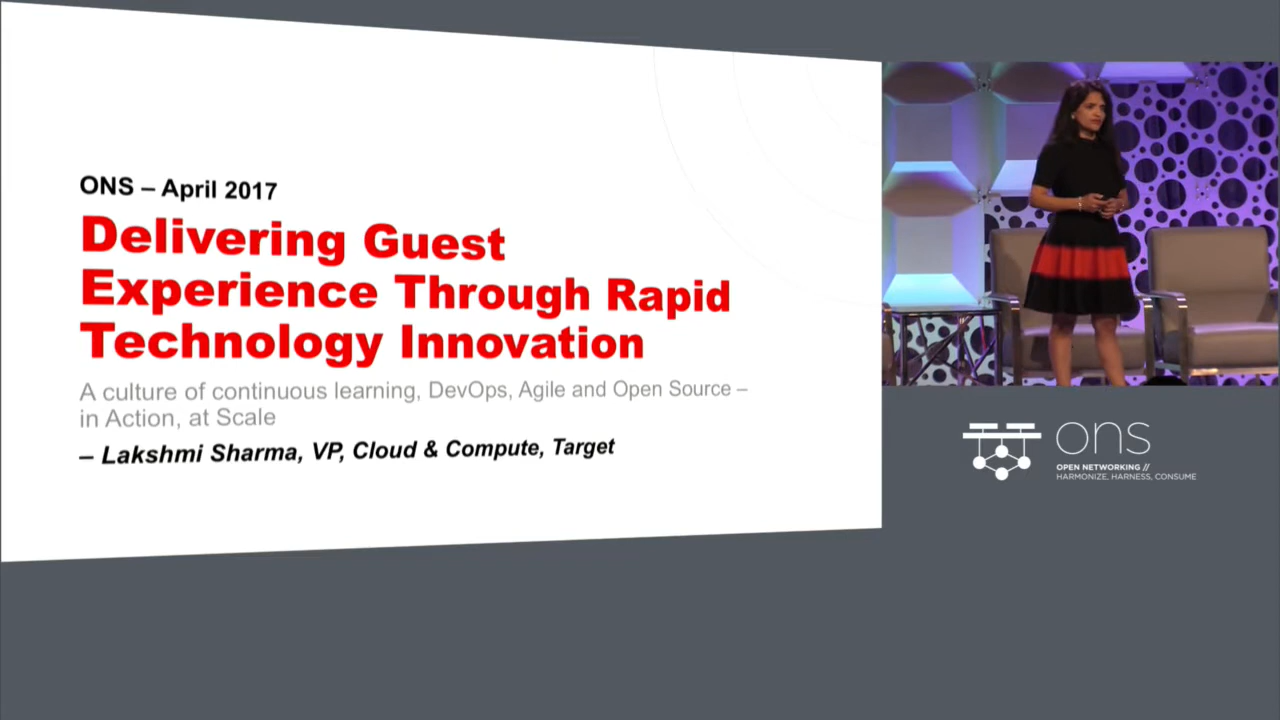 ONS – April 2017
Delivering Guest
Experience Through Rapid
Technology Innovation
A culture of continuous learning, DevOps, Agile and Open Source –
in Action, at Scale
– Lakshmi Sharma, VP, Cloud & Compute, Target
ons
OPEN NETWORKING //
HARMONIZE, HARNESS, CONSUME